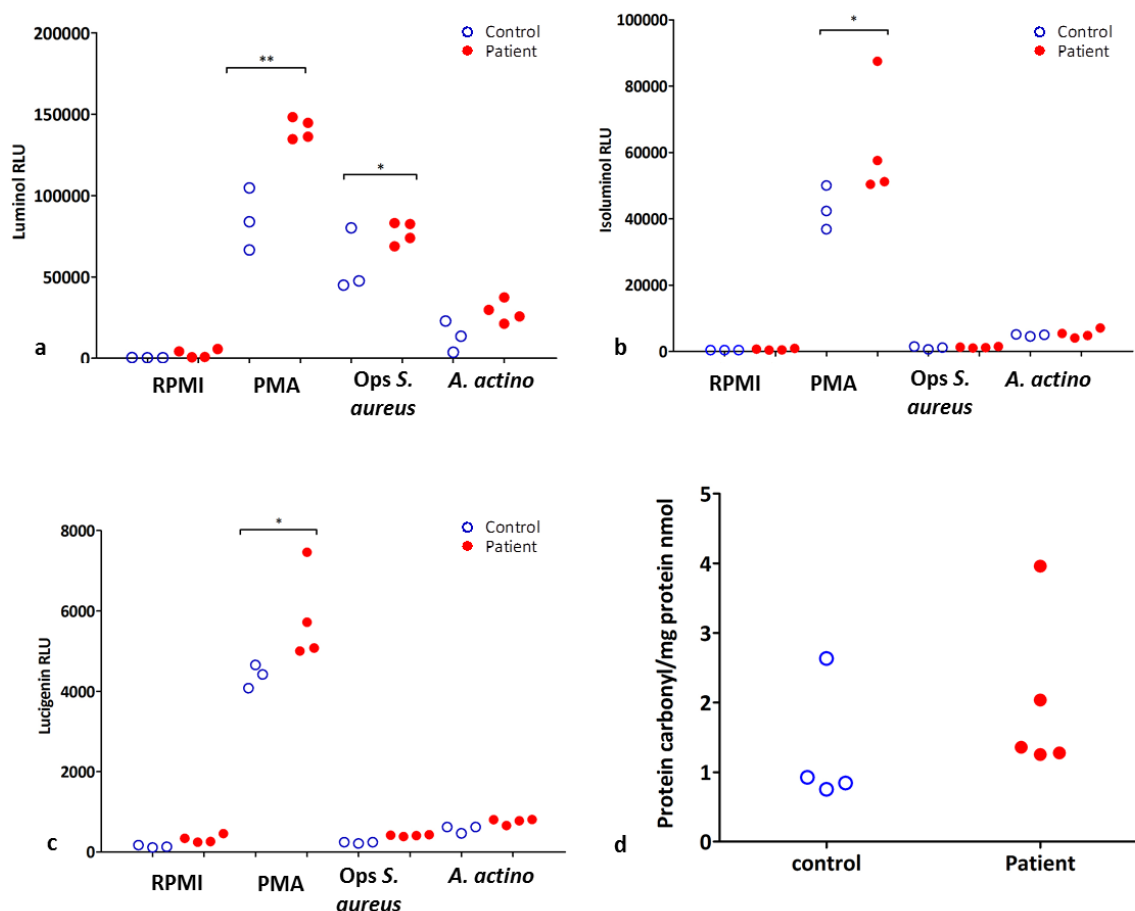 200000
150000
100000
50000
0
Luminol RLU
**
*
Control
Patient
a
RPMI
PMA
Ops S.
aureus
A. actino
100000
80000
60000
40000
20000
0
Isoluminol RLU
*
Control
Patient
b
RPMI
PMA
Ops S.
aureus
A. actino
8000
6000
4000
2000
0
Lucigenin RLU
*
Control
Patient
c
RPMI
PMA
Ops S.
aureus
A. actino
5
4
3
2
1
0
Protein carbonyl/mg protein nmol
d
control
Patient